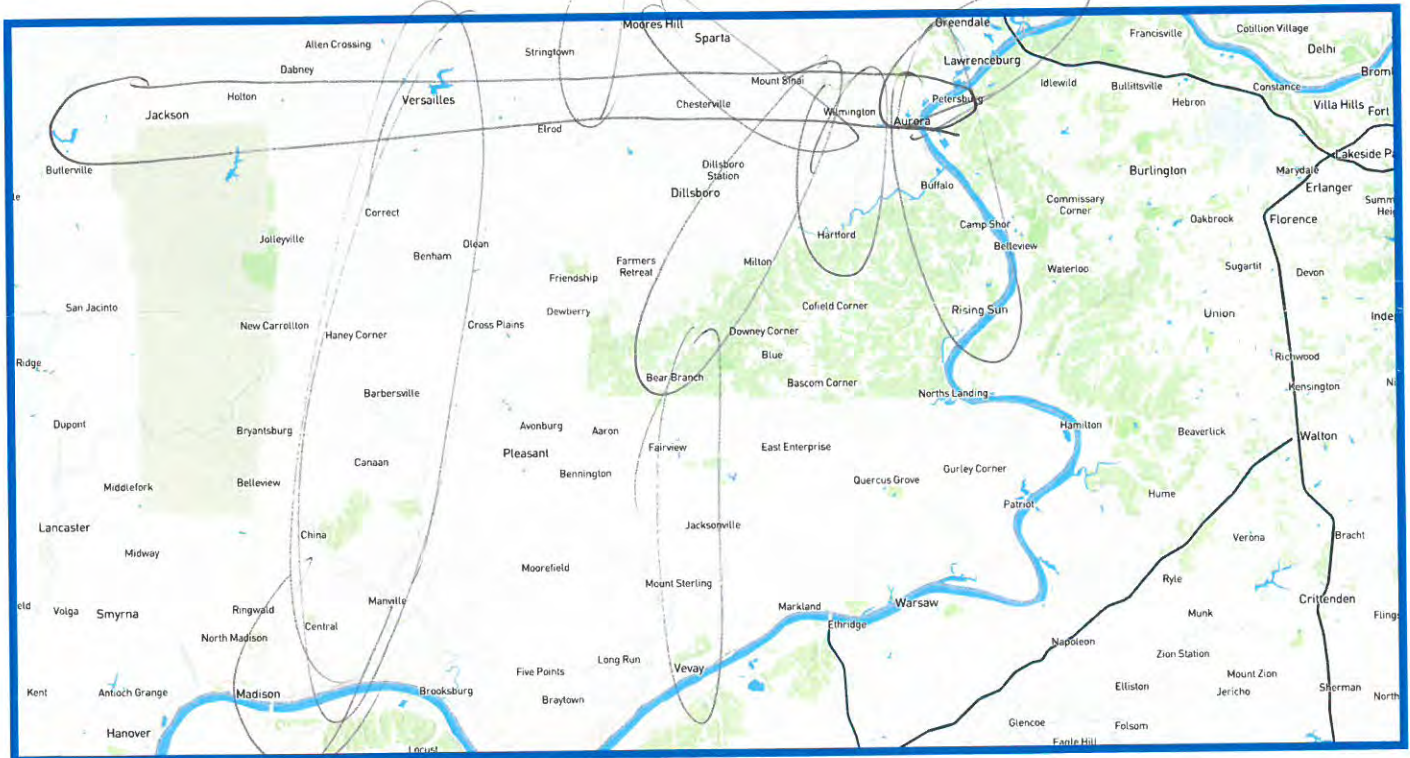 Moores Hill
Greendale
Sparta
Francisville
Cotillion Village
Allen Crossing
Stringtown
Delhi
Lawrenceburg
Dabney
Mount Sinai
Idlewild
Bullittsville
Constance
Holton
Versailles
Chesterville
Petersburg
Hebron
Villa Hills
Fort
Jackson
Wilmington
Aurora
Elrod
Butlerville
Dillsboro
Station
Burlington
Marydale
Erlanger
Dillsboro
Buffalo
Commissary
Corner
Correct
Oakbrook
Florence
Camp Shor
Jolleyville
Olean
Hartford
Belleview
Benham
Farmers
Retreat
Milton
Waterloo
Sugartit
Devon
Friendship
San Jacinto
Dewberry
Cofield Corner
Rising Sun
Union
New Carrollton
Haney Corner
Cross Plains
Downey Corner
Ridge
Blue
Richwood
Bear Branch
Bascom Corner
Kensington
Barbersville
Norths Landing
Dupont
Bryantsburg
Avonburg
Aaron
Hamilton
Beaverlick
Walton
Pleasant
Fairview
East Enterprise
Canaan
Bennington
Gurley Corner
Middlefork
Belleview
Quercus Grove
Hume
Patriot
Lancaster
Jacksonville
China
Verona
Bracht
Midway
Moorefield
Mount Sterling
Ryle
Volga
Smyrna
Ringwald
Manville
Markland
Warsaw
Crittenden
Munk
Central
Ethridge
North Madison
Napoleon
Zion Station
Five Points
Long Run
Vevay
Mount Zion
Kent
Antioch Grange
Madison
Brooksburg
Elliston
Jericho
Sherman
North
Braytown
Hanover
Glencoe
Folsom
Locust
Eagle Hill